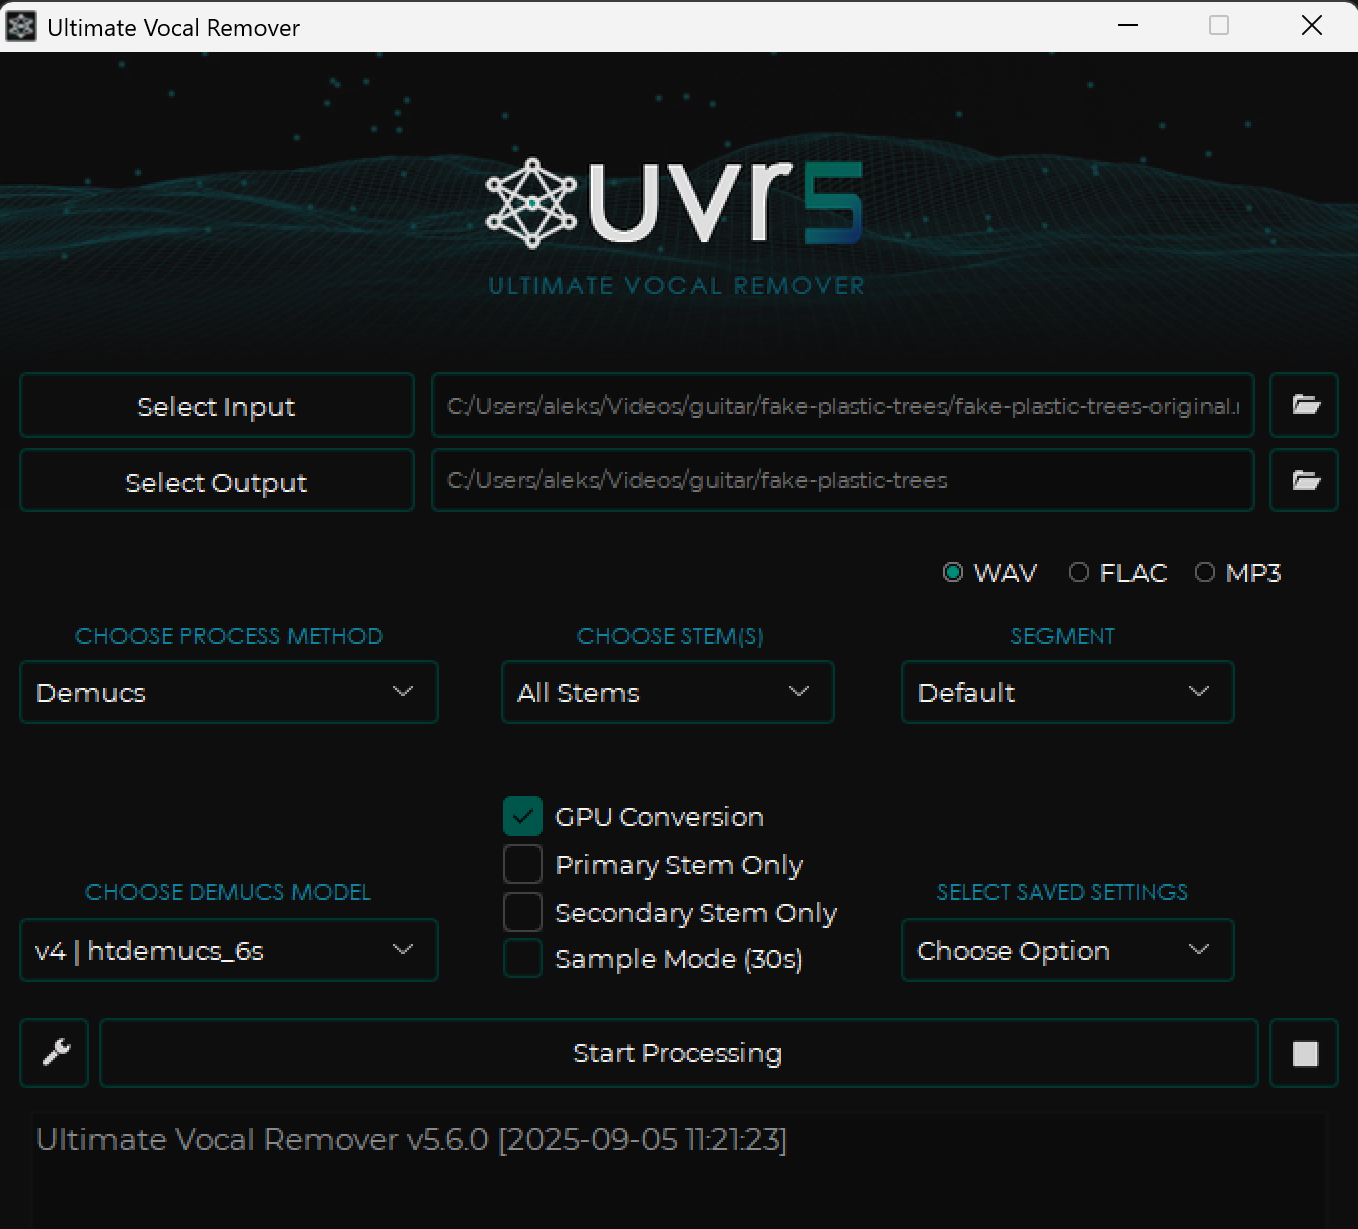 Ultimate Vocal Remover
uvr5
ULTIMATE VOCAL REMOVER
Select Input
C:/Users/aleks/Videos/guitar/fake-plastic-trees/fake-plastic-trees-original.
Select Output
C:/Users/aleks/Videos/guitar/fake-plastic-trees
WAV FLAC MP3
CHOOSE PROCESS METHOD CHOOSE STEM(S) SEGMENT
Demucs All Stems Default
GPU Conversion
Primary Stem Only
CHOOSE DEMUCS MODEL Secondary Stem Only SELECT SAVED SETTINGS
v4 | htdemucs_6s Sample Mode (30s) Choose Option
Start Processing
Ultimate Vocal Remover v5.6.0 [2025-09-05 11:21:23]